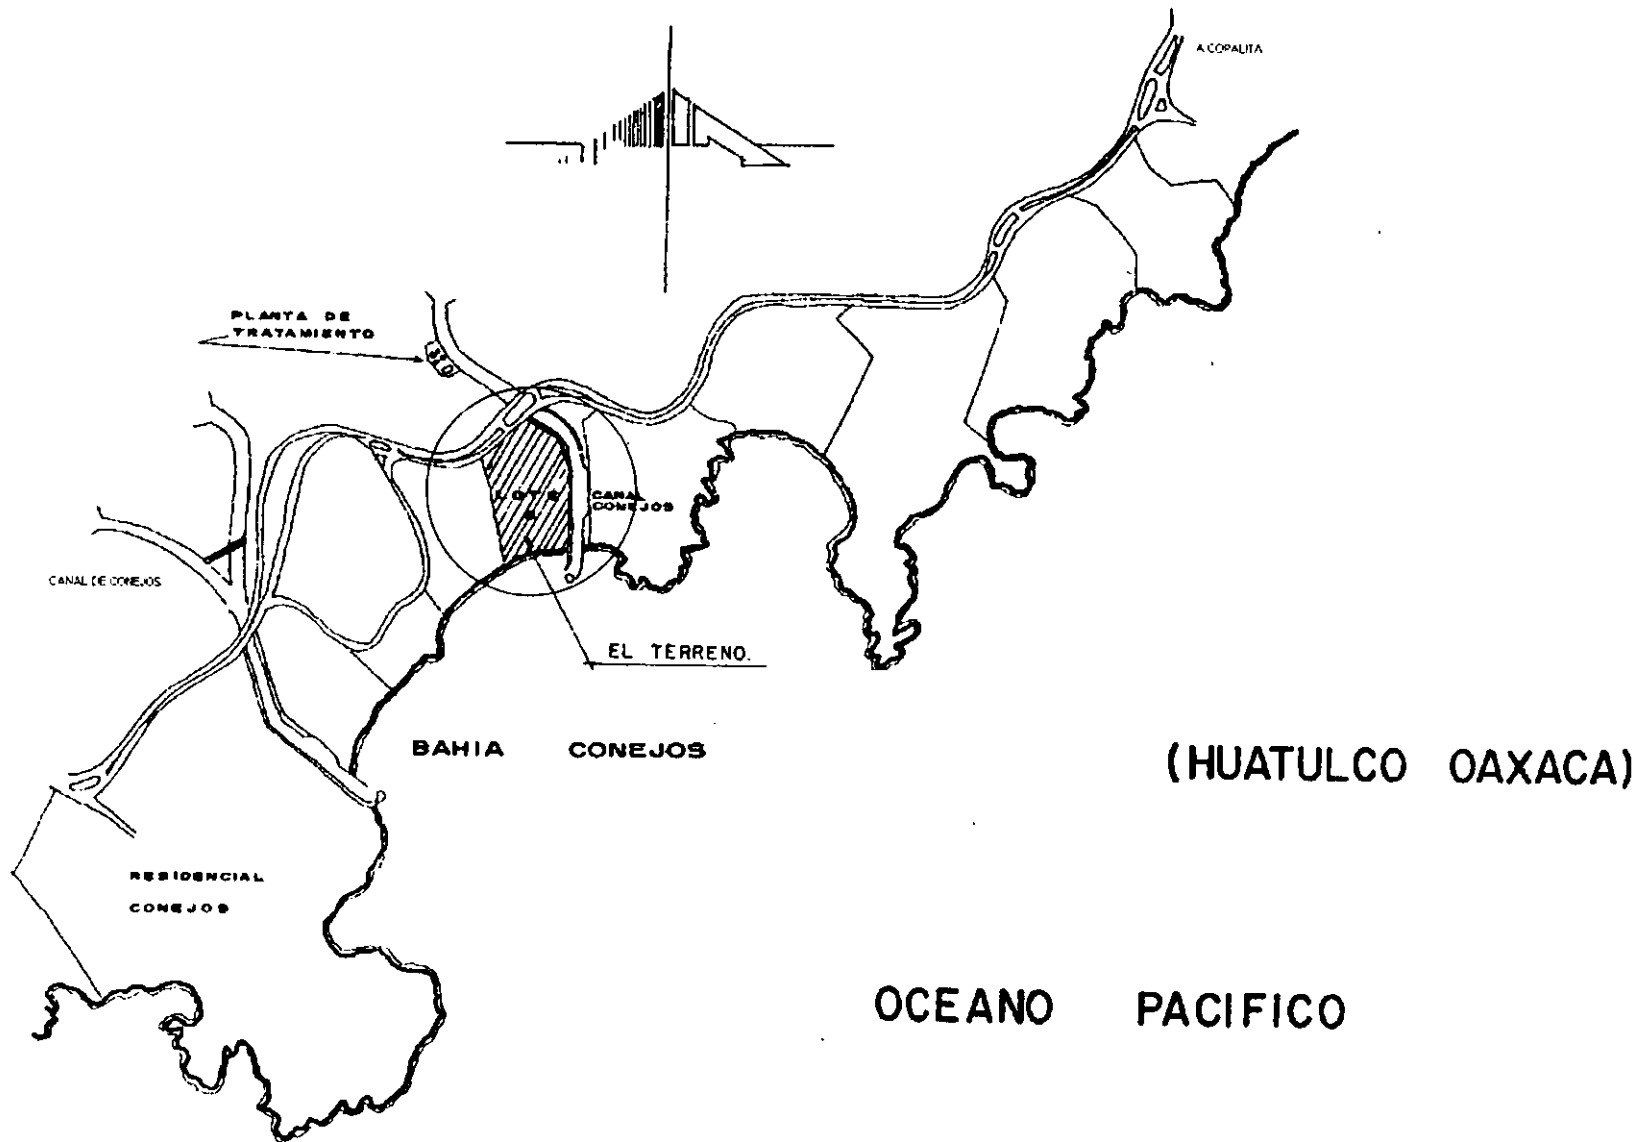 A COPALITA
PLANTA DE
TRATAMIENTO
LOTE
CANAL
CONEJOS
CANAL DE CONEJOS
EL TERRENO.
BAHIA CONEJOS
(HUATULCO OAXACA)
RESIDENCIAL
CONEJOS
OCEANO PACIFICO